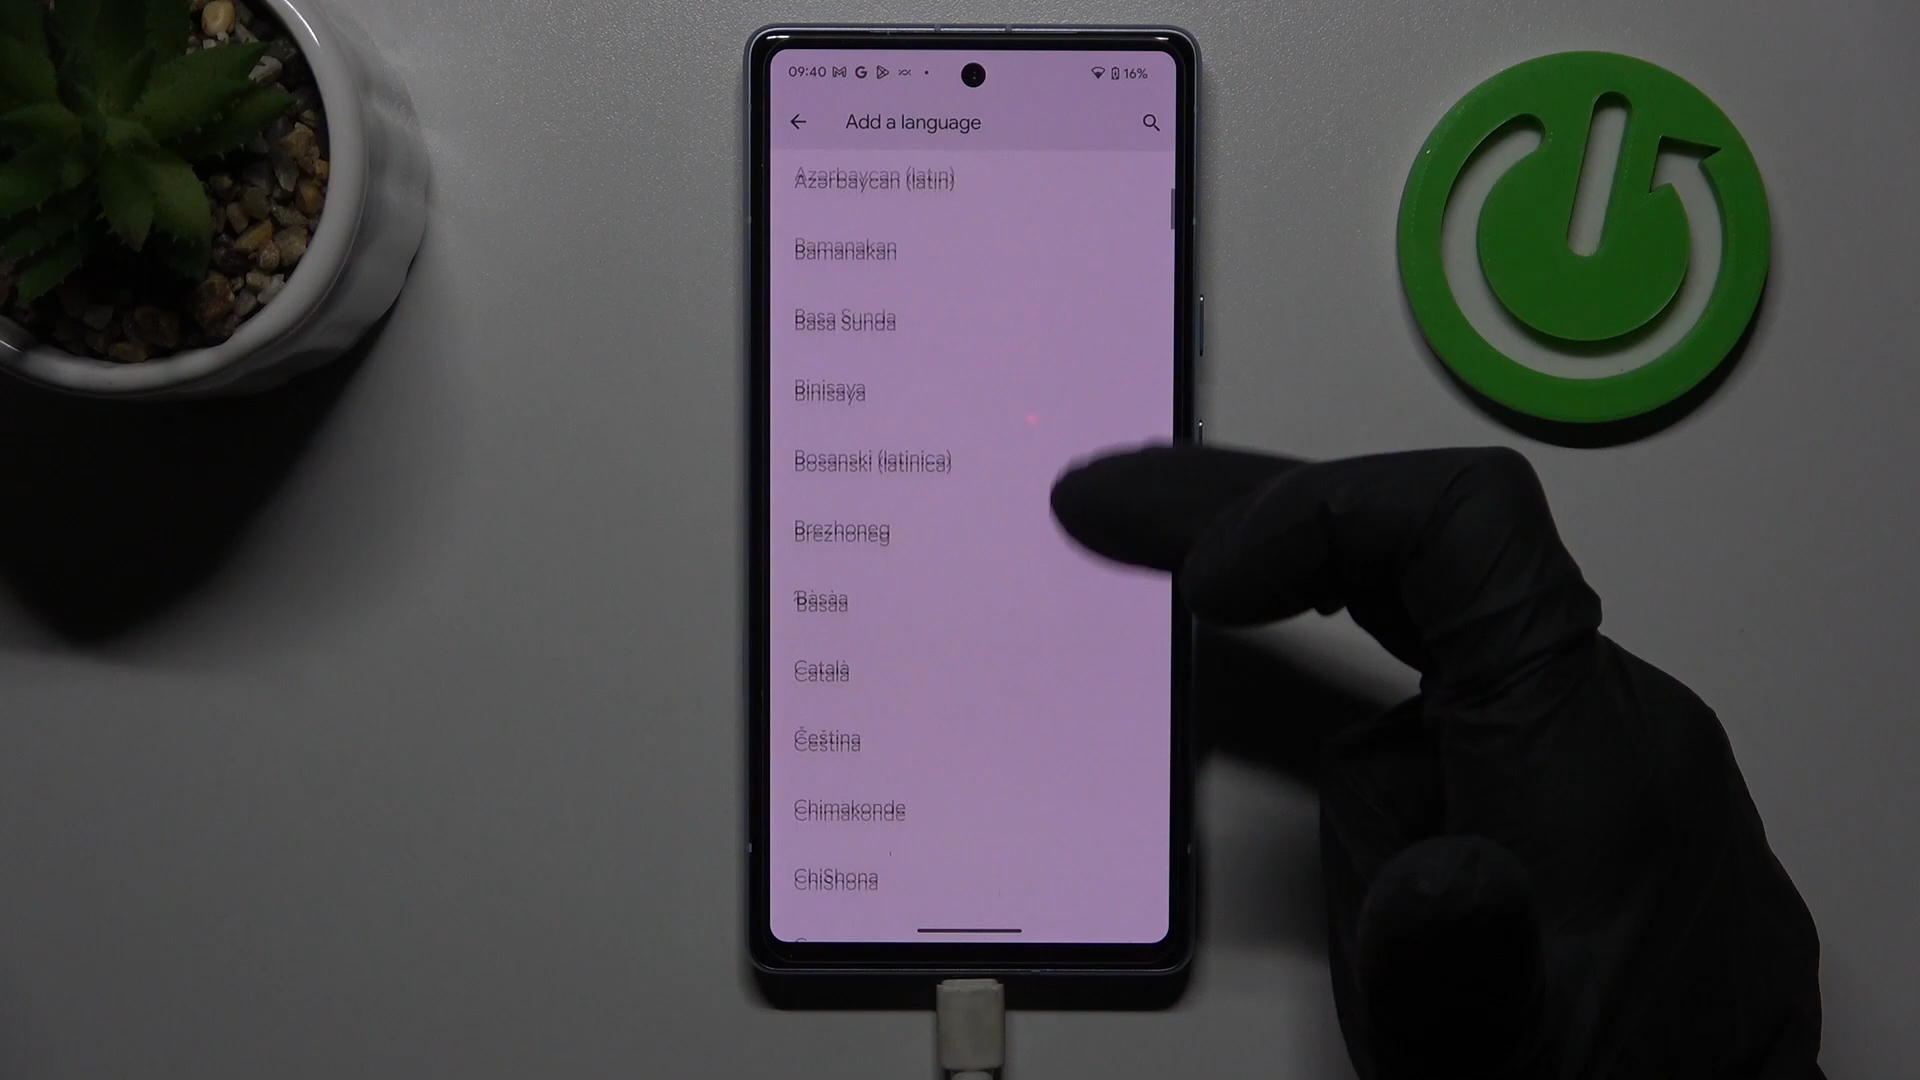 09:40
16%
Add a language
Azərbaycan (latın)
Bamanakan
Basa Sunda
Binisaya
Bosanski (latinica)
Brezhoneg
Ɓàsàa
Català
Čeština
Chimakonde
ChiShona